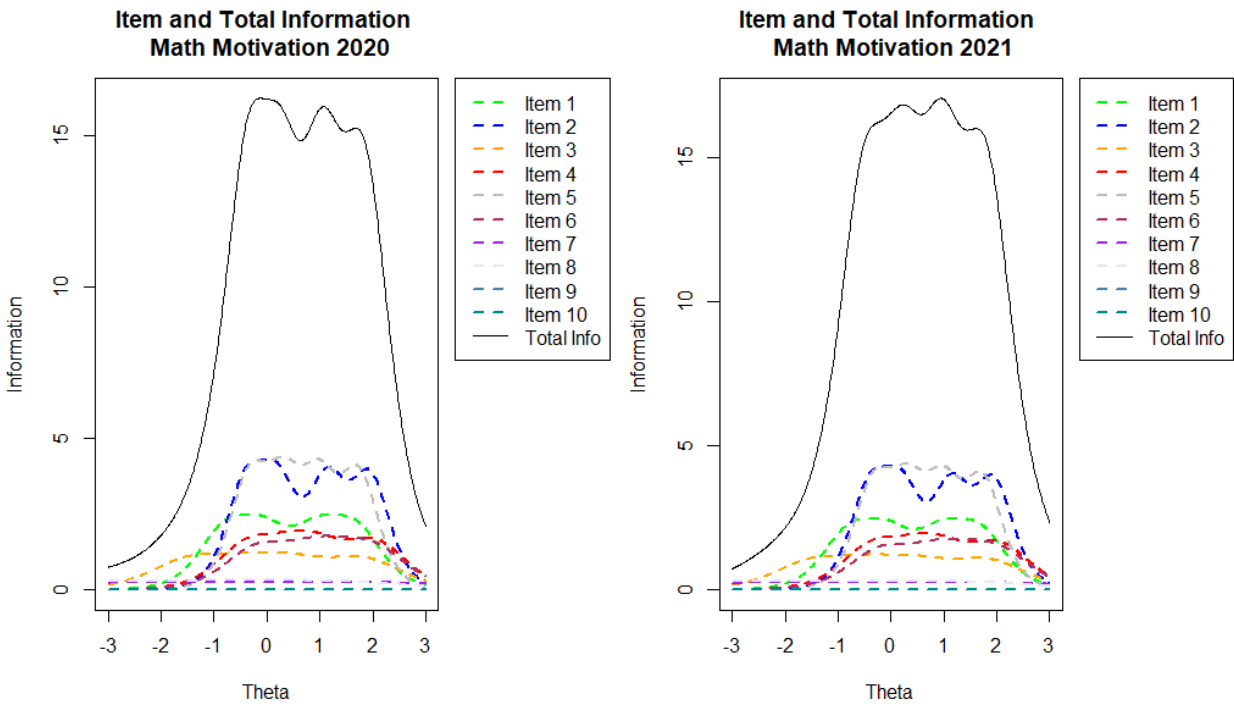 Item and Total Information
Math Motivation 2020
Information
15
10
5
0
-3 -2 -1 0 1 2 3
Theta
Item 1
Item 2
Item 3
Item 4
Item 5
Item 6
Item 7
Item 8
Item 9
Item 10
Total Info
Item and Total Information
Math Motivation 2021
Information
15
10
5
0
-3 -2 -1 0 1 2 3
Theta
Item 1
Item 2
Item 3
Item 4
Item 5
Item 6
Item 7
Item 8
Item 9
Item 10
Total Info